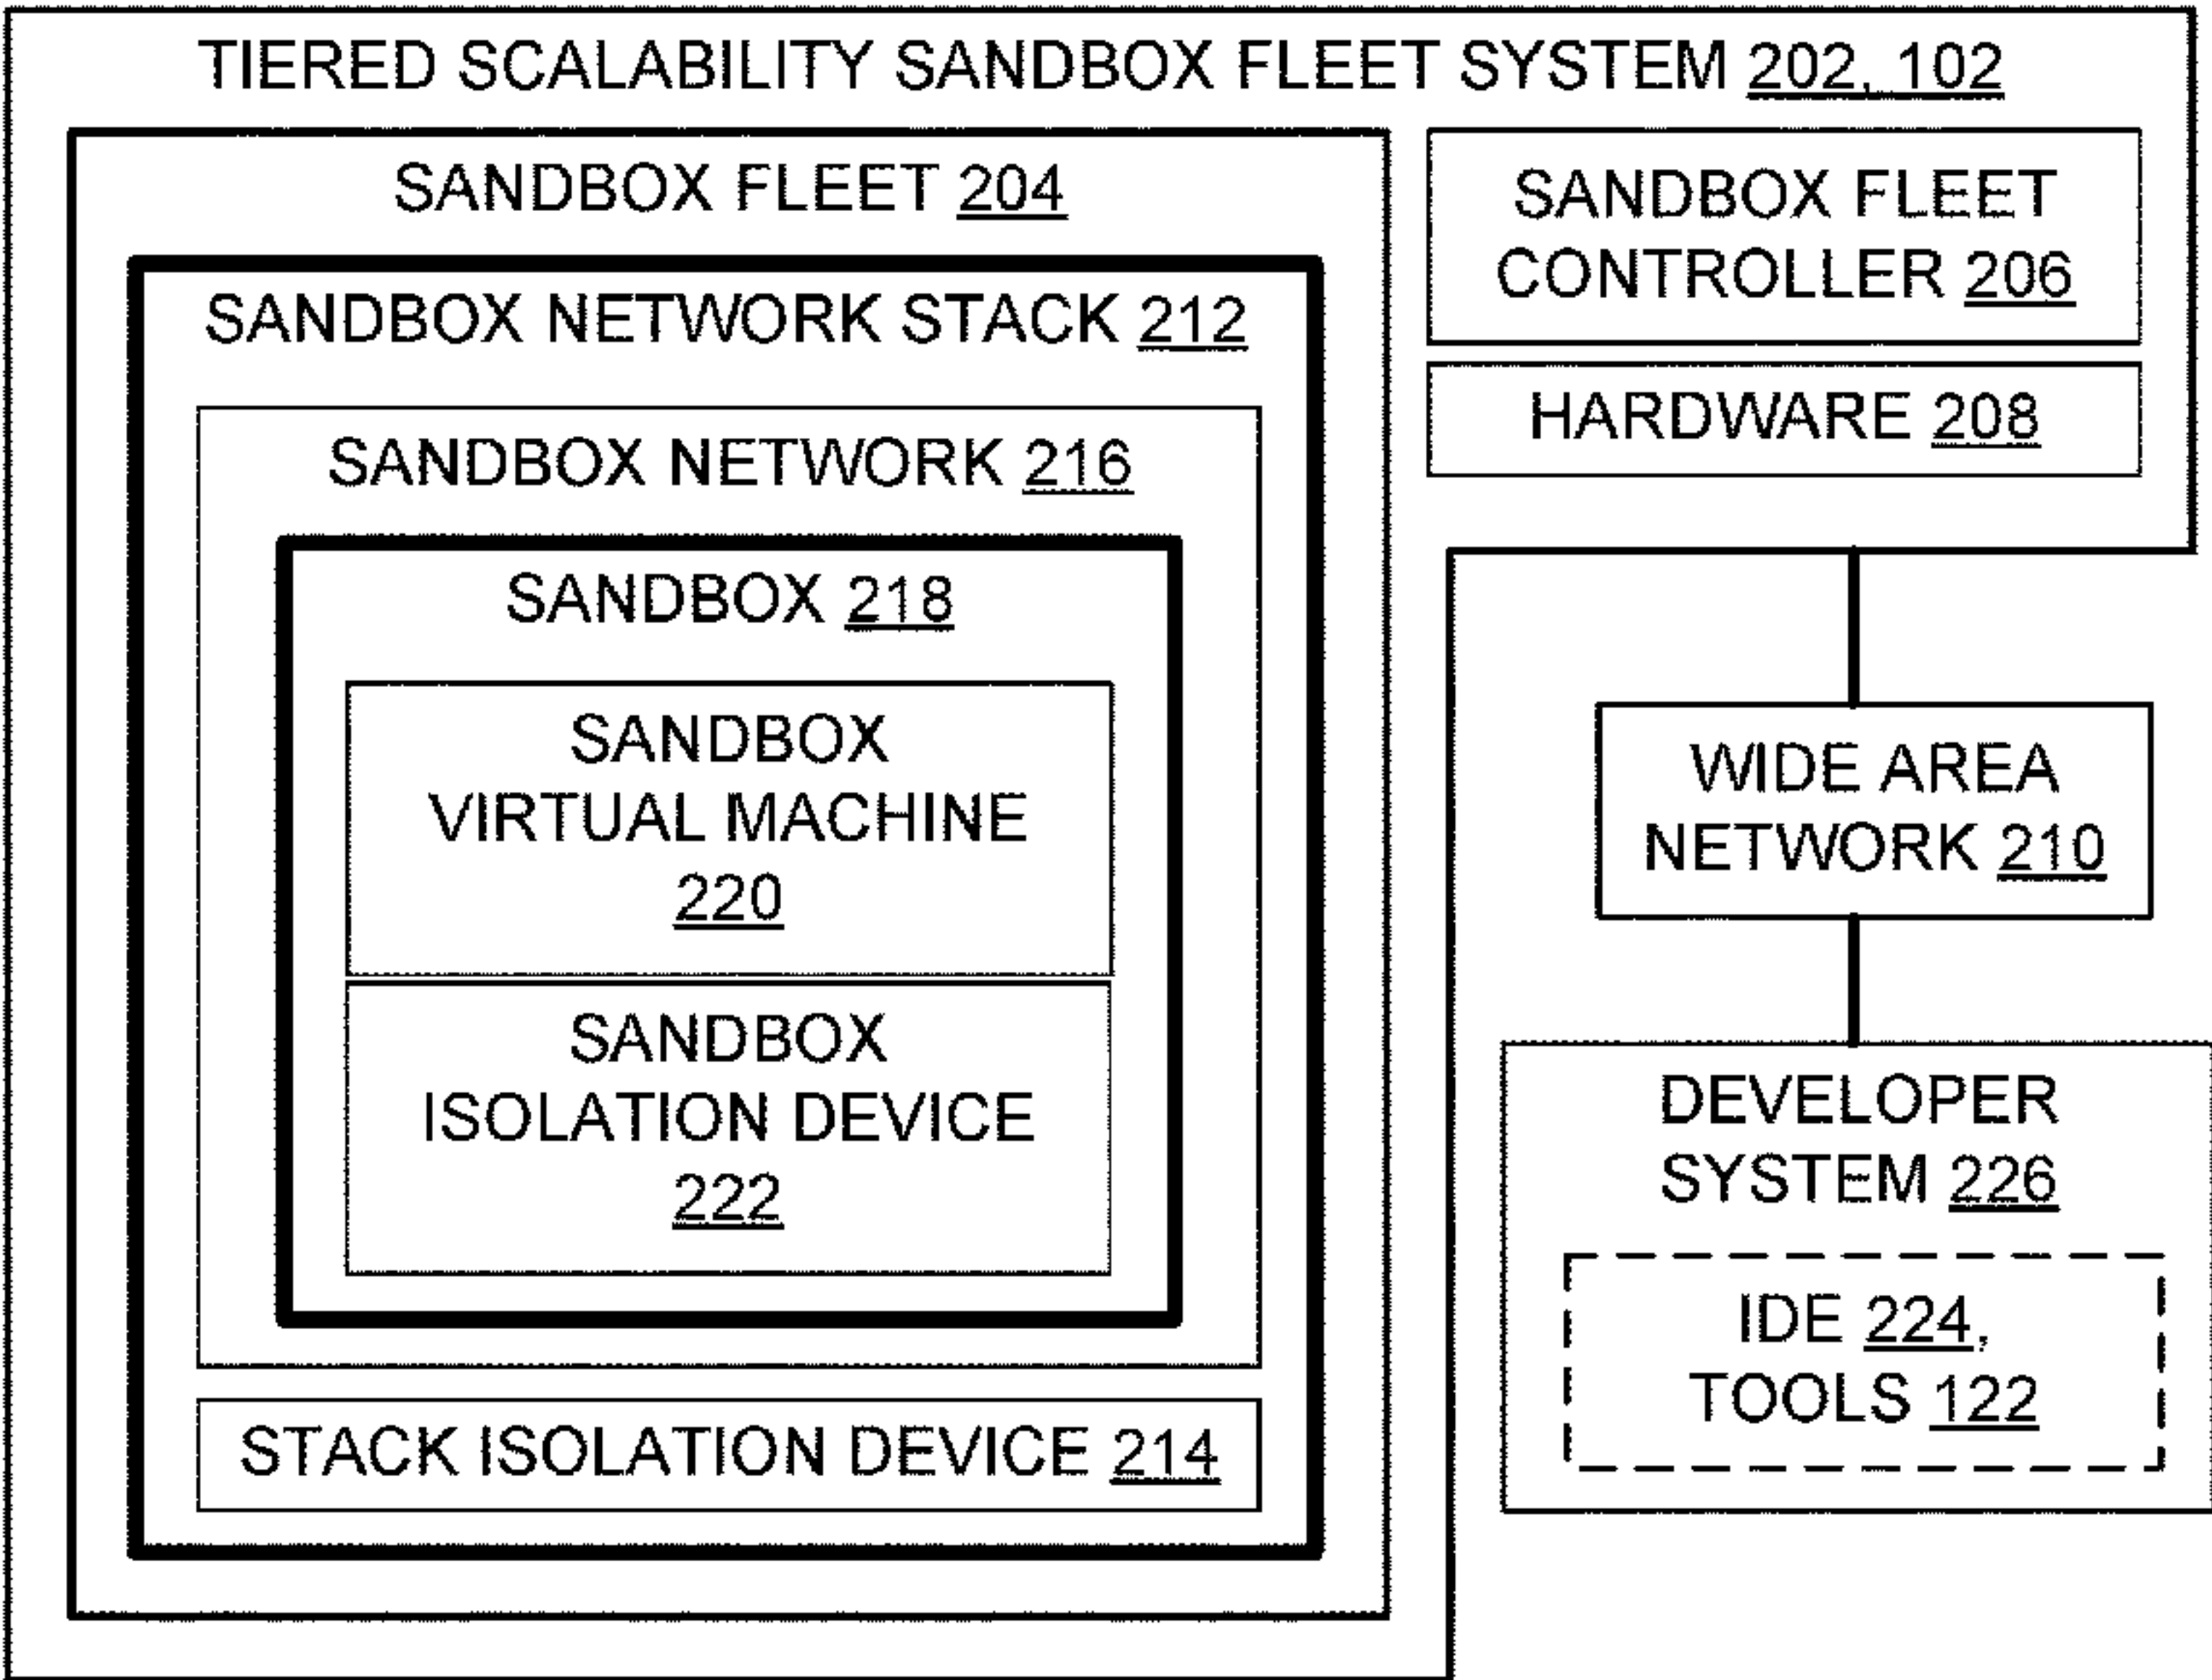 TIERED SCALABILITY SANDBOX FLEET SYSTEM 202, 102
SANDBOX FLEET 204
SANDBOX NETWORK STACK 212
SANDBOX NETWORK 216
SANDBOX 218
SANDBOX
VIRTUAL MACHINE
220
SANDBOX
ISOLATION DEVICE
222
STACK ISOLATION DEVICE 214
SANDBOX FLEET
CONTROLLER 206
HARDWARE 208
WIDE AREA
NETWORK 210
DEVELOPER
SYSTEM 226
IDE 224,
TOOLS 122